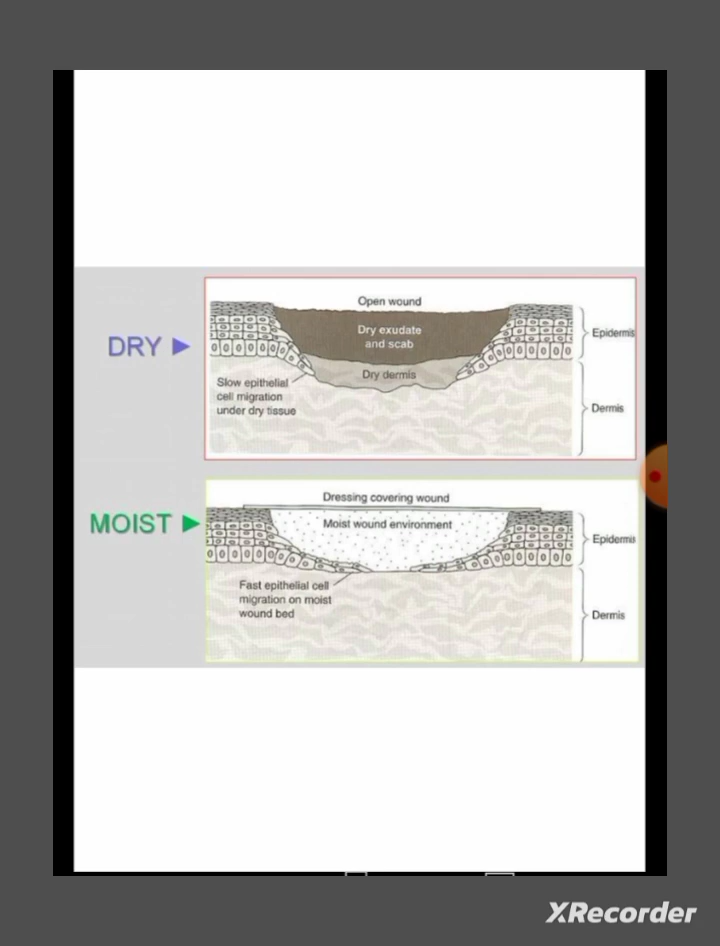 DRY
Open wound
Dry exudate
and scab
Dry dermis
Slow epithelial
cell migration
under dry tissue
Epidermis
Dermis
MOIST
Dressing covering wound
Moist wound environment
Fast epithelial cell
migration on moist
wound bed
Epidermis
Dermis
XRecorder